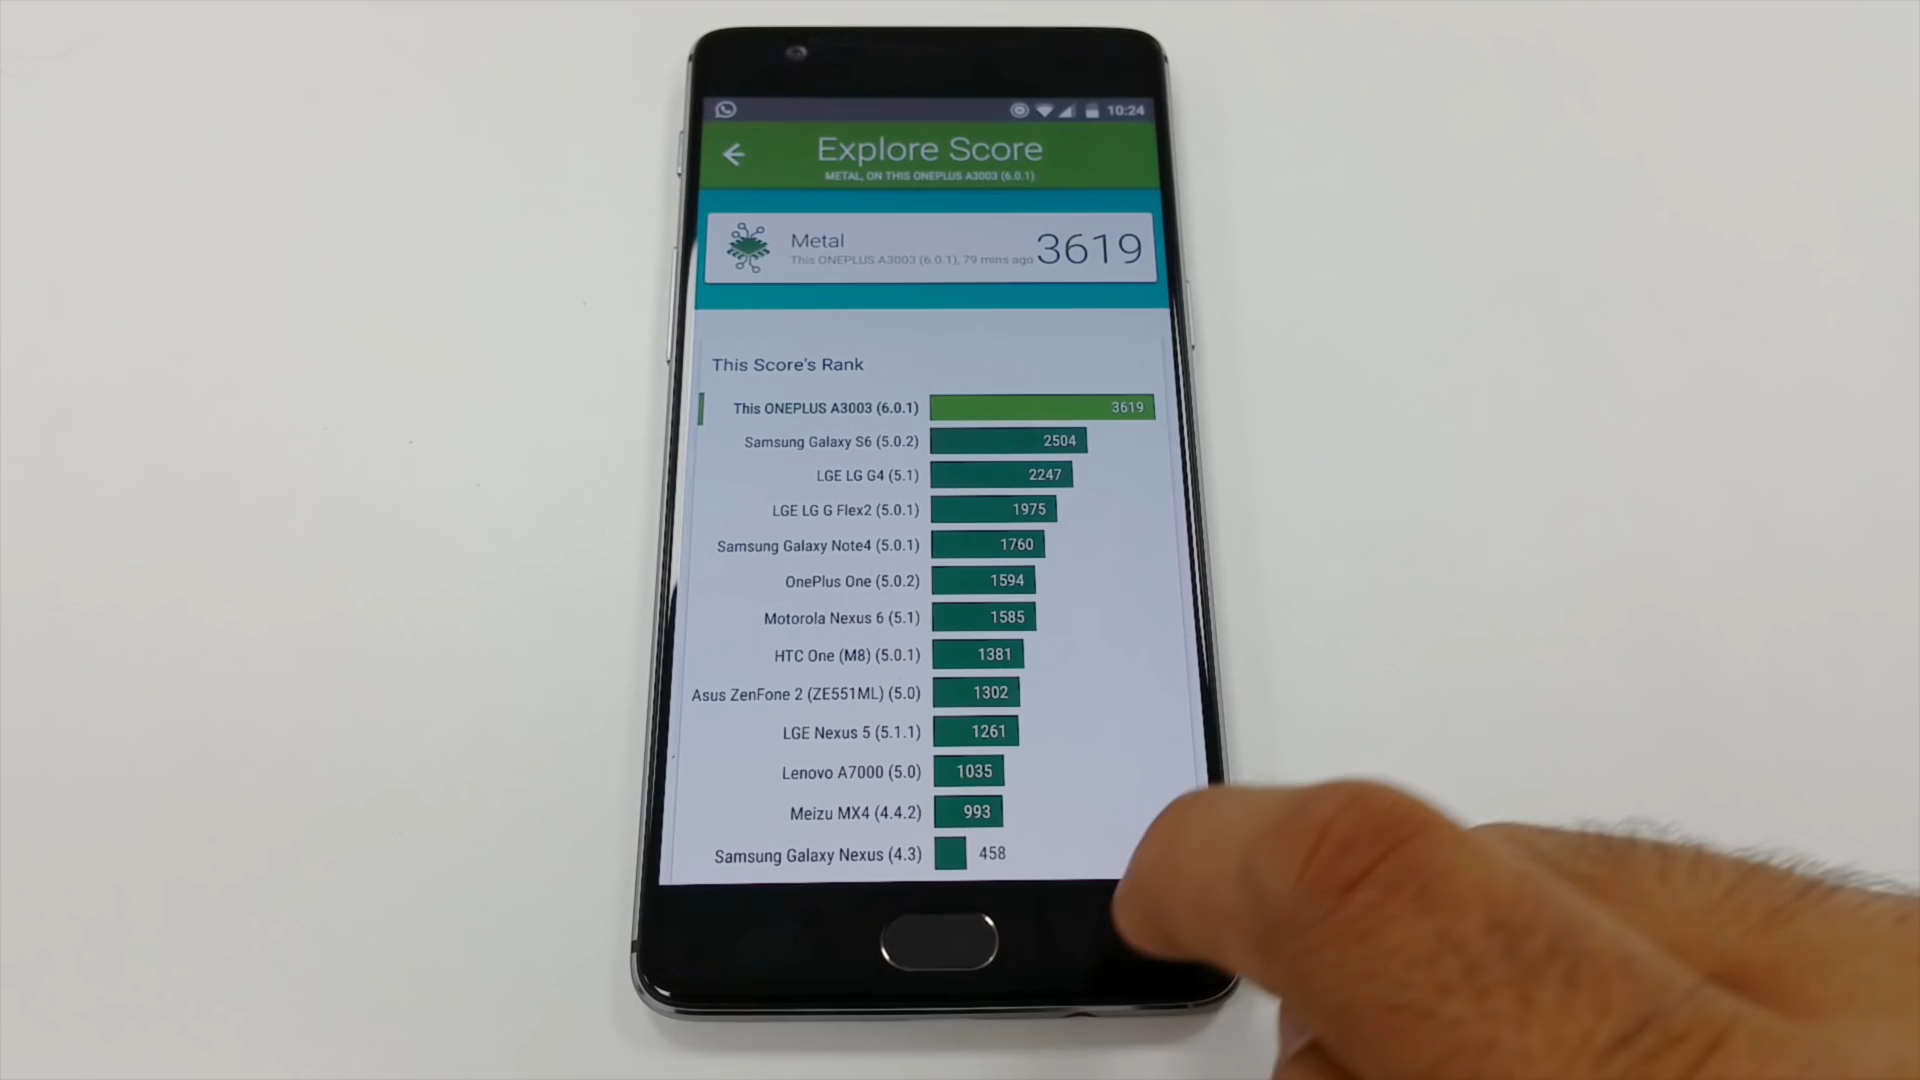 10:24
Explore Score
METAL, ON THIS ONEPLUS A3003 (6.0.1)
Metal
This ONEPLUS A3003 (6.0.1), 79 mins ago
3619
This Score's Rank
This ONEPLUS A3003 (6.0.1) 3619
Samsung Galaxy S6 (5.0.2) 2504
LGE LG G4 (5.1) 2247
LGE LG G Flex2 (5.0.1) 1975
Samsung Galaxy Note4 (5.0.1) 1760
OnePlus One (5.0.2) 1594
Motorola Nexus 6 (5.1) 1585
HTC One (M8) (5.0.1) 1381
Asus ZenFone 2 (ZE551ML) (5.0) 1302
LGE Nexus 5 (5.1.1) 1261
Lenovo A7000 (5.0) 1035
Meizu MX4 (4.4.2) 993
Samsung Galaxy Nexus (4.3) 458